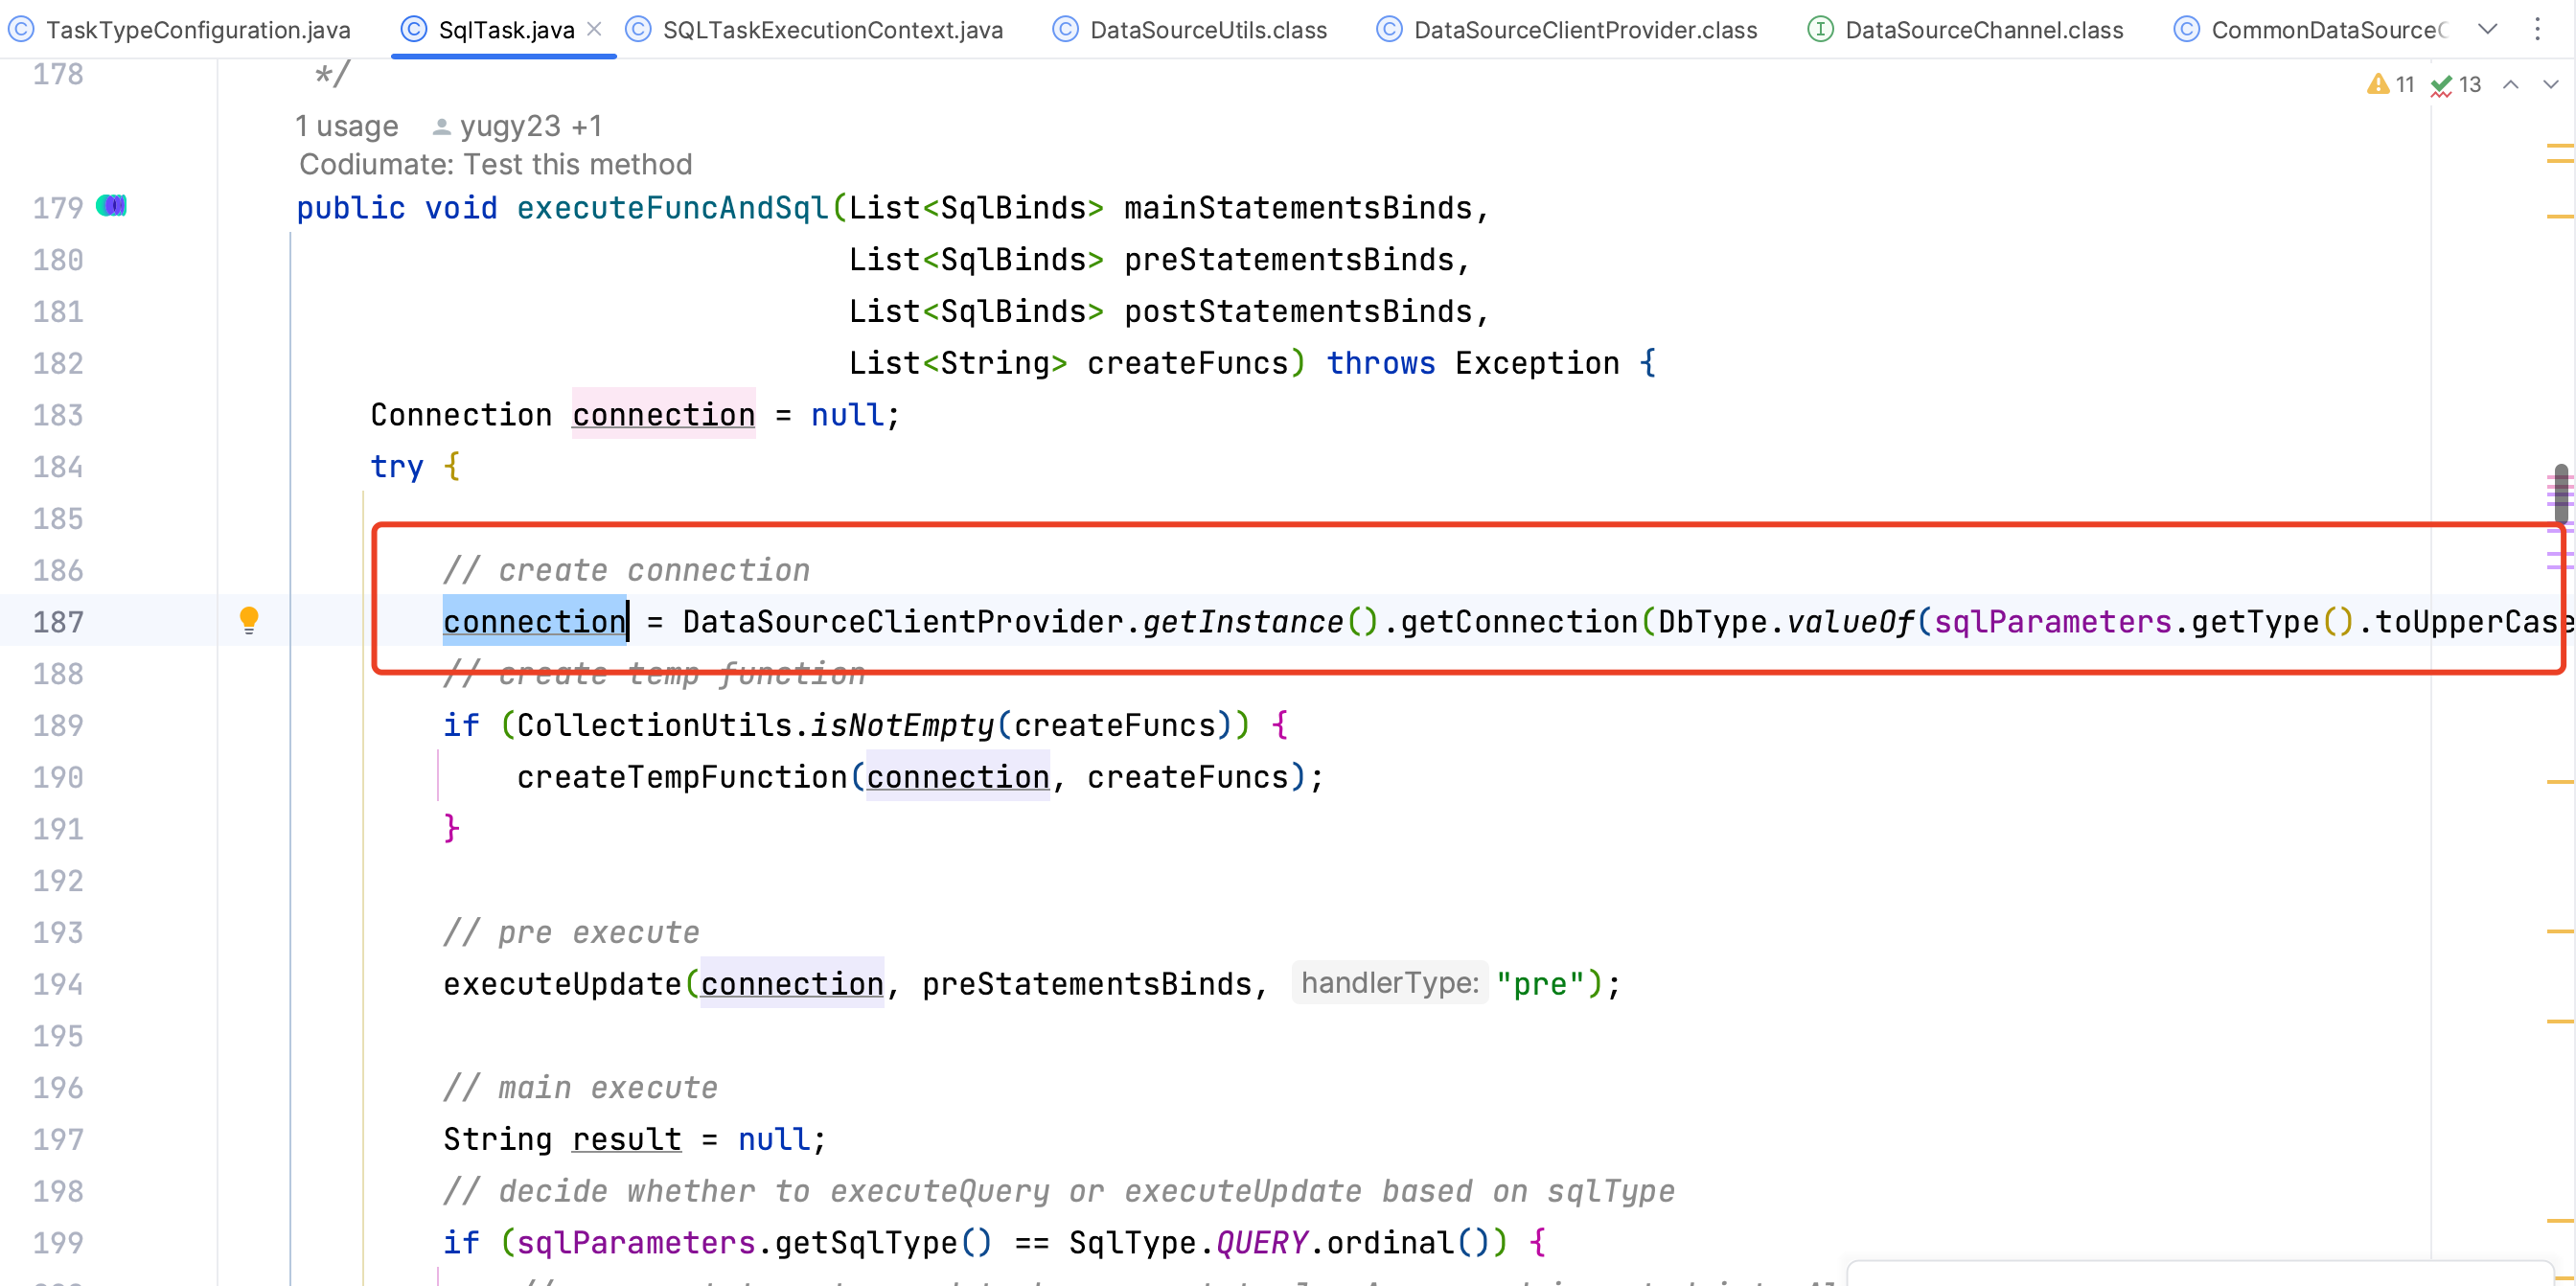 TaskTypeConfiguration.java SqlTask.java SQLTaskExecutionContext.java DataSourceUtils.class DataSourceClientProvider.class DataSourceChannel.class CommonDataSourceC
178 */
11 13
1 usage yugy23 +1
Codiumate: Test this method
179 public void executeFuncAndSql(List<SqlBinds> mainStatementsBinds,
180 List<SqlBinds> preStatementsBinds,
181 List<SqlBinds> postStatementsBinds,
182 List<String> createFuncs) throws Exception {
183 Connection connection = null;
184 try {
185
186 // create connection
187 connection = DataSourceClientProvider.getInstance().getConnection(DbType.valueOf(sqlParameters.getType().toUpperCase
188 // create temp function
189 if (CollectionUtils.isNotEmpty(createFuncs)) {
190 createTempFunction(connection, createFuncs);
191 }
192
193 // pre execute
194 executeUpdate(connection, preStatementsBinds, handlerType: "pre");
195
196 // main execute
197 String result = null;
198 // decide whether to executeQuery or executeUpdate based on sqlType
199 if (sqlParameters.getSqlType() == SqlType.QUERY.ordinal()) {